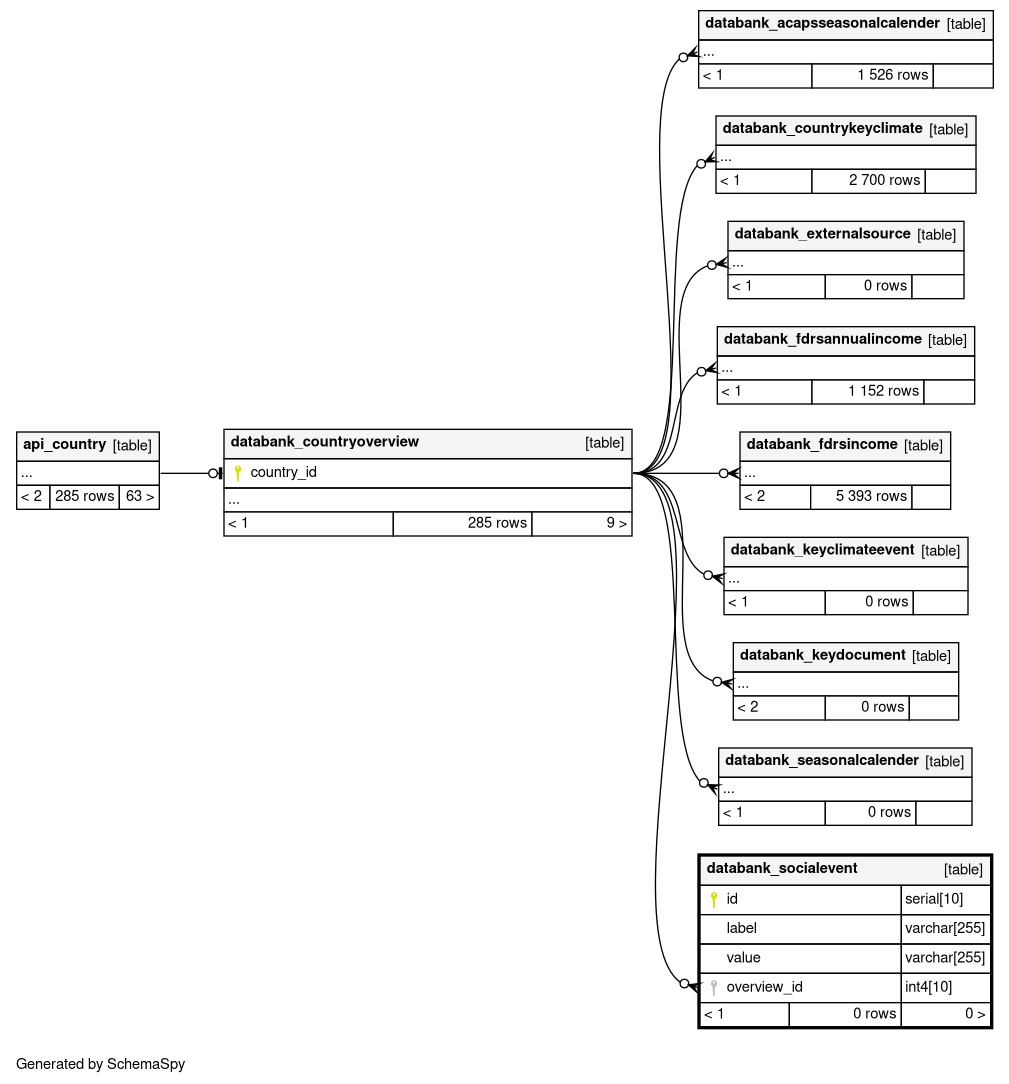 databank_acapsseasonalcalender [table]
...
< 1 1 526 rows
databank_countrykeyclimate [table]
...
< 1 2 700 rows
databank_externalsource [table]
...
< 1 0 rows
databank_fdrsannualincome [table]
...
< 1 1 152 rows
api_country [table]
...
< 2 285 rows 63 >
databank_countryoverview [table]
country_id
...
< 1 285 rows 9 >
databank_fdrsincome [table]
...
< 2 5 393 rows
databank_keyclimateevent [table]
...
< 1 0 rows
databank_keydocument [table]
...
< 2 0 rows
databank_seasonalcalender [table]
...
< 1 0 rows
databank_socialevent [table]
id serial[10]
label varchar[255]
value varchar[255]
overview_id int4[10]
< 1 0 rows 0 >
Generated by SchemaSpy